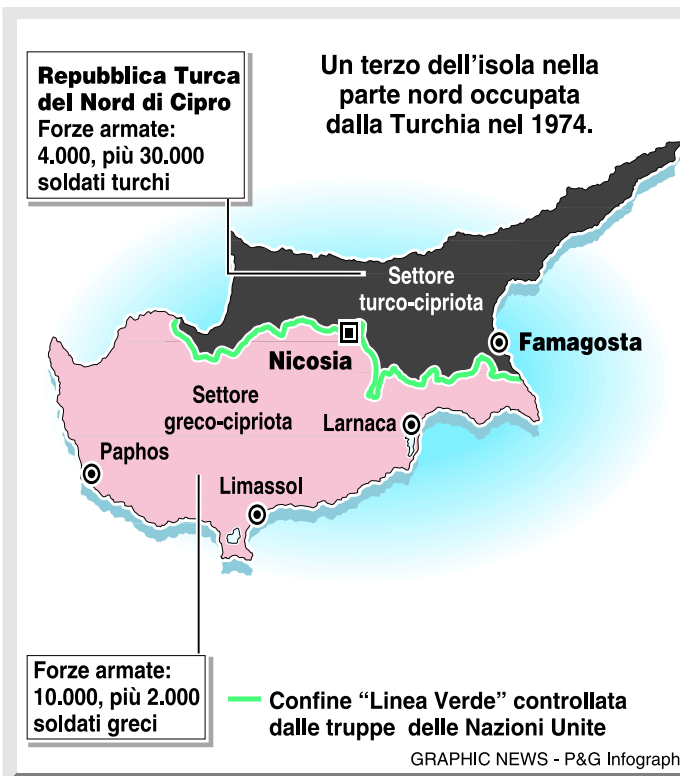 Repubblica Turca
del Nord di Cipro
Forze armate:
4.000, più 30.000
soldati turchi
Un terzo dell'isola nella
parte nord occupata
dalla Turchia nel 1974.
Settore
turco-cipriota
Nicosia
Famagosta
Settore
greco-cipriota
Larnaca
Paphos
Limassol
Forze armate:
10.000, più 2.000
soldati greci
Confine “Linea Verde” controllata
dalle truppe delle Nazioni Unite
GRAPHIC NEWS - P&G Infograph